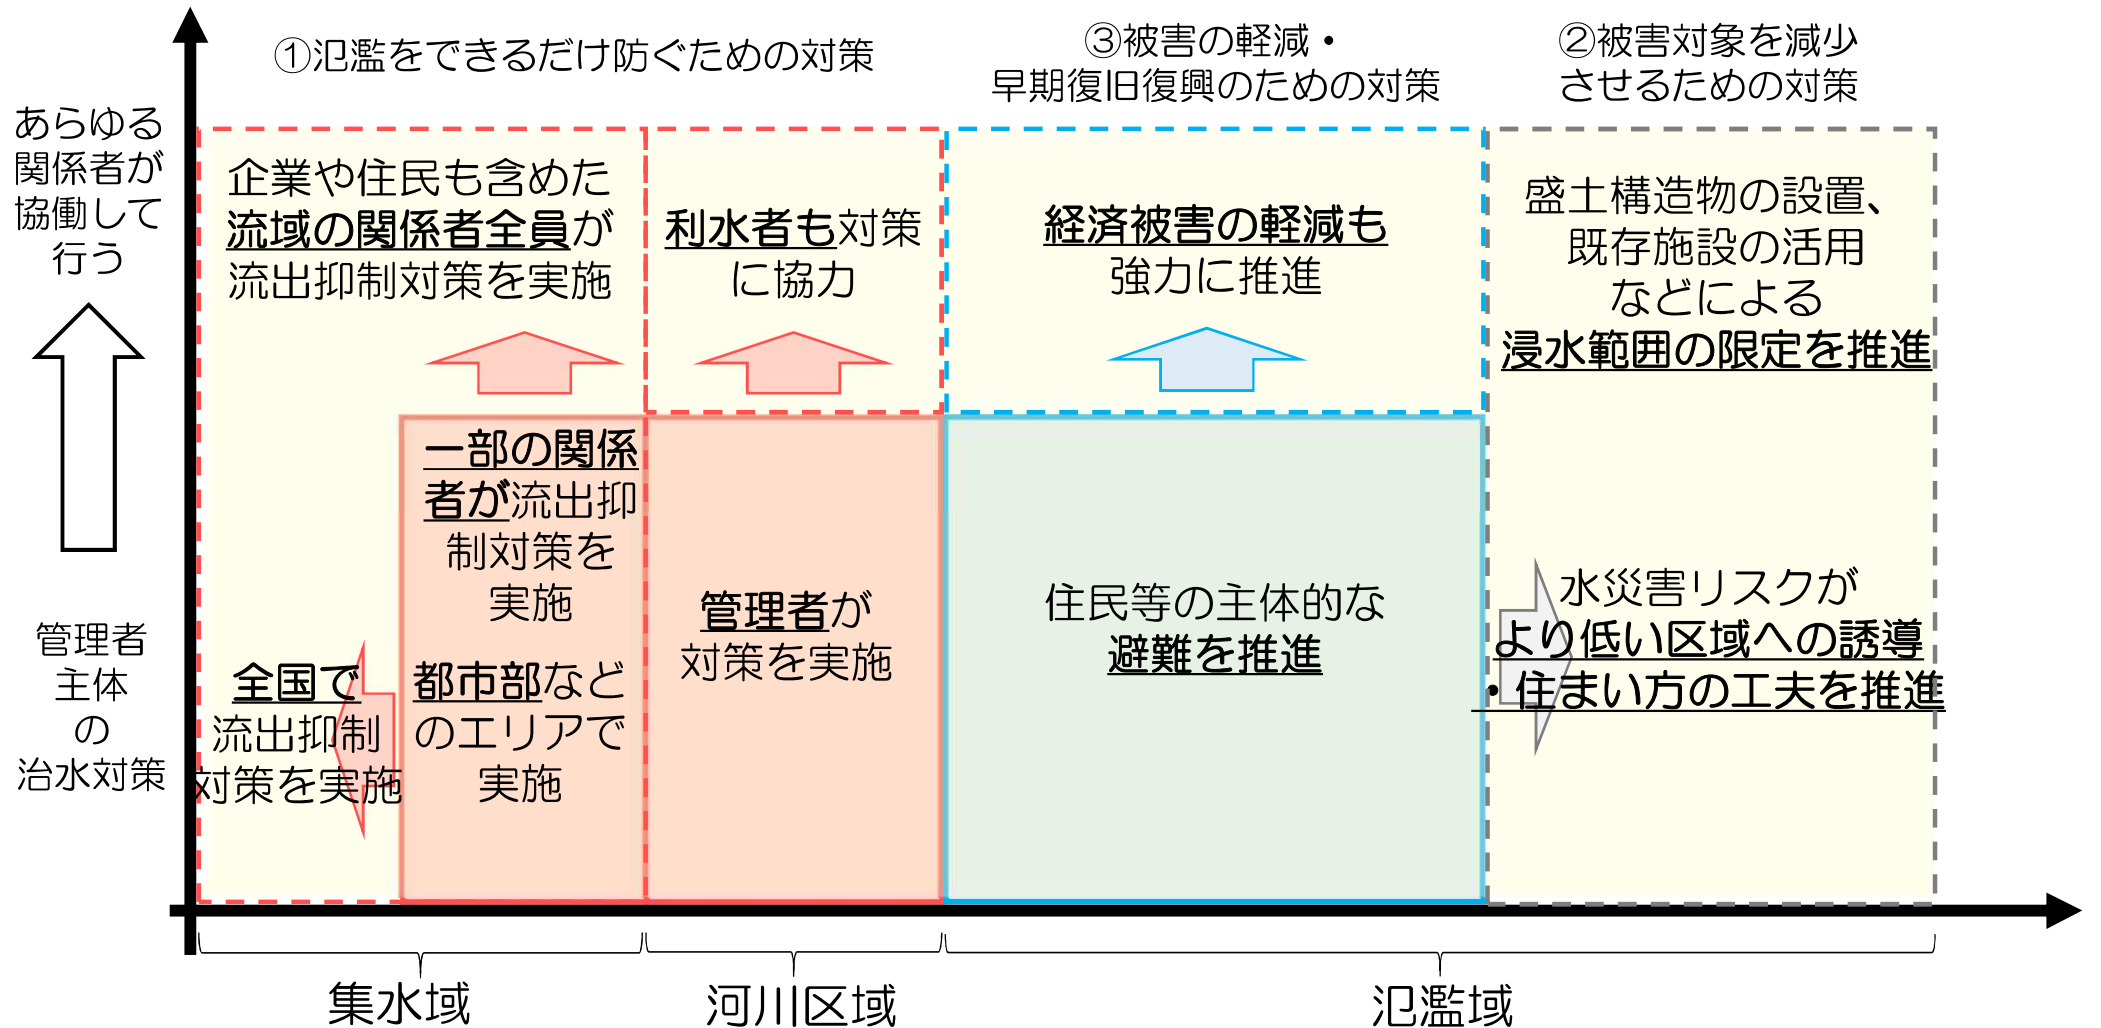 ①氾濫をできるだけ防ぐための対策
③被害の軽減・
早期復旧復興のための対策
②被害対象を減少
させるための対策
あらゆる
関係者が
協働して
行う
管理者
主体
の
治水対策
企業や住民も含めた
流域の関係者全員が
流出抑制対策を実施
利水者も対策
に協力
経済被害の軽減も
強力に推進
盛土構造物の設置、
既存施設の活用
などによる
浸水範囲の限定を推進
一部の関係
者が流出抑
制対策を
実施
都市部など
のエリアで
実施
全国で
流出抑制
対策を実施
管理者が
対策を実施
住民等の主体的な
避難を推進
水災害リスクが
より低い区域への誘導
・住まい方の工夫を推進
集水域
河川区域
氾濫域